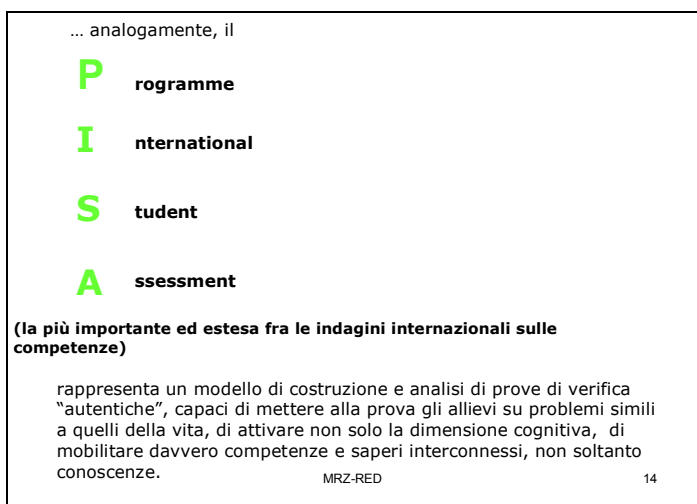 … analogamente, il
P rogramme
I nternational
S tudent
A ssessment
(la più importante ed estesa fra le indagini internazionali sulle
competenze)
rappresenta un modello di costruzione e analisi di prove di verifica
“autentiche”, capaci di mettere alla prova gli allievi su problemi simili
a quelli della vita, di attivare non solo la dimensione cognitiva, di
mobilitare davvero competenze e saperi interconnessi, non soltanto
conoscenze.
MRZ-RED 14